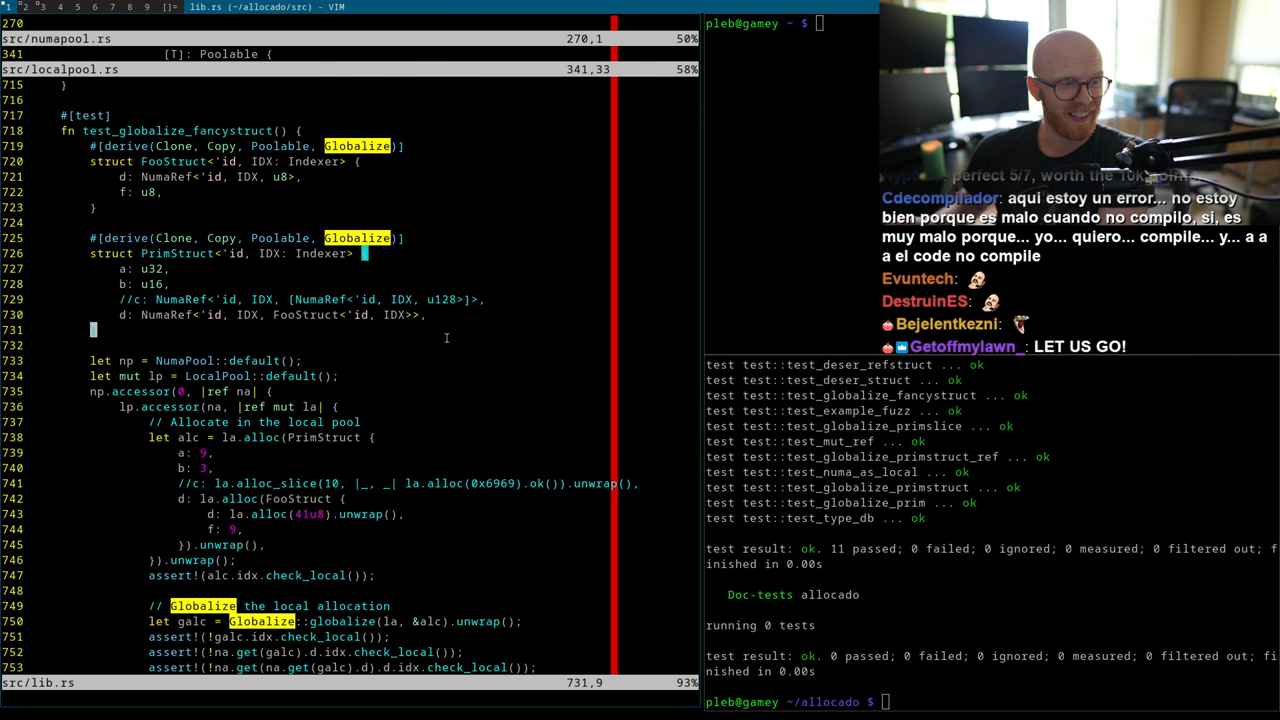 1 2 3 4 5 6 7 8 9 []= lib.rs (~/allocado/src) - VIM
270
src/numapool.rs 270,1 50%
341 [T]: Poolable {
src/localpool.rs 341,33 58%
715 }
716
717 #[test]
718 fn test_globalize_fancystruct() {
719 #[derive(Clone, Copy, Poolable, Globalize)]
720 struct FooStruct<'id, IDX: Indexer> {
721 d: NumaRef<'id, IDX, u8>,
722 f: u8,
723 }
724
725 #[derive(Clone, Copy, Poolable, Globalize)]
726 struct PrimStruct<'id, IDX: Indexer> {
727 a: u32,
728 b: u16,
729 //c: NumaRef<'id, IDX, [NumaRef<'id, IDX, u128>]>,
730 d: NumaRef<'id, IDX, FooStruct<'id, IDX>>,
731 }
732
733 let np = NumaPool::default();
734 let mut lp = LocalPool::default();
735 np.accessor(0, |ref na| {
736 lp.accessor(na, |ref mut la| {
737 // Allocate in the local pool
738 let alc = la.alloc(PrimStruct {
739 a: 9,
740 b: 3,
741 //c: la.alloc_slice(10, |_, _| la.alloc(0x6969).ok()).unwrap(),
742 d: la.alloc(FooStruct {
743 d: la.alloc(41u8).unwrap(),
744 f: 9,
745 }).unwrap(),
746 }).unwrap();
747 assert!(alc.idx.check_local());
748
749 // Globalize the local allocation
750 let galc = Globalize::globalize(la, &alc).unwrap();
751 assert!(!galc.idx.check_local());
752 assert!(!na.get(galc).d.idx.check_local());
753 assert!(!na.get(na.get(galc).d).d.idx.check_local());
src/lib.rs 731,9 93%
pleb@gamey ~ $
test test::test_deser_refstruct ... ok
test test::test_deser_struct ... ok
test test::test_globalize_fancystruct ... ok
test test::test_example_fuzz ... ok
test test::test_globalize_primslice ... ok
test test::test_mut_ref ... ok
test test::test_globalize_primstruct_ref ... ok
test test::test_numa_as_local ... ok
test test::test_globalize_primstruct ... ok
test test::test_globalize_prim ... ok
test test::test_type_db ... ok
test result: ok. 11 passed; 0 failed; 0 ignored; 0 measured; 0 filtered out; fi
nished in 0.00s
Doc-tests allocado
running 0 tests
test result: ok. 0 passed; 0 failed; 0 ignored; 0 measured; 0 filtered out; fi
nished in 0.00s
pleb@gamey ~/allocado $
perfect 5/7, worth the 10k
Cdecompilador: aqui estoy un error... no estoy
bien porque es malo cuando no compilo, si, es
muy malo porque... yo... quiero... compile... y... a a
a el code no compile
Evuntech:
DestruinES:
Bejelentkezni:
Getoffmylawn_: LET US GO!